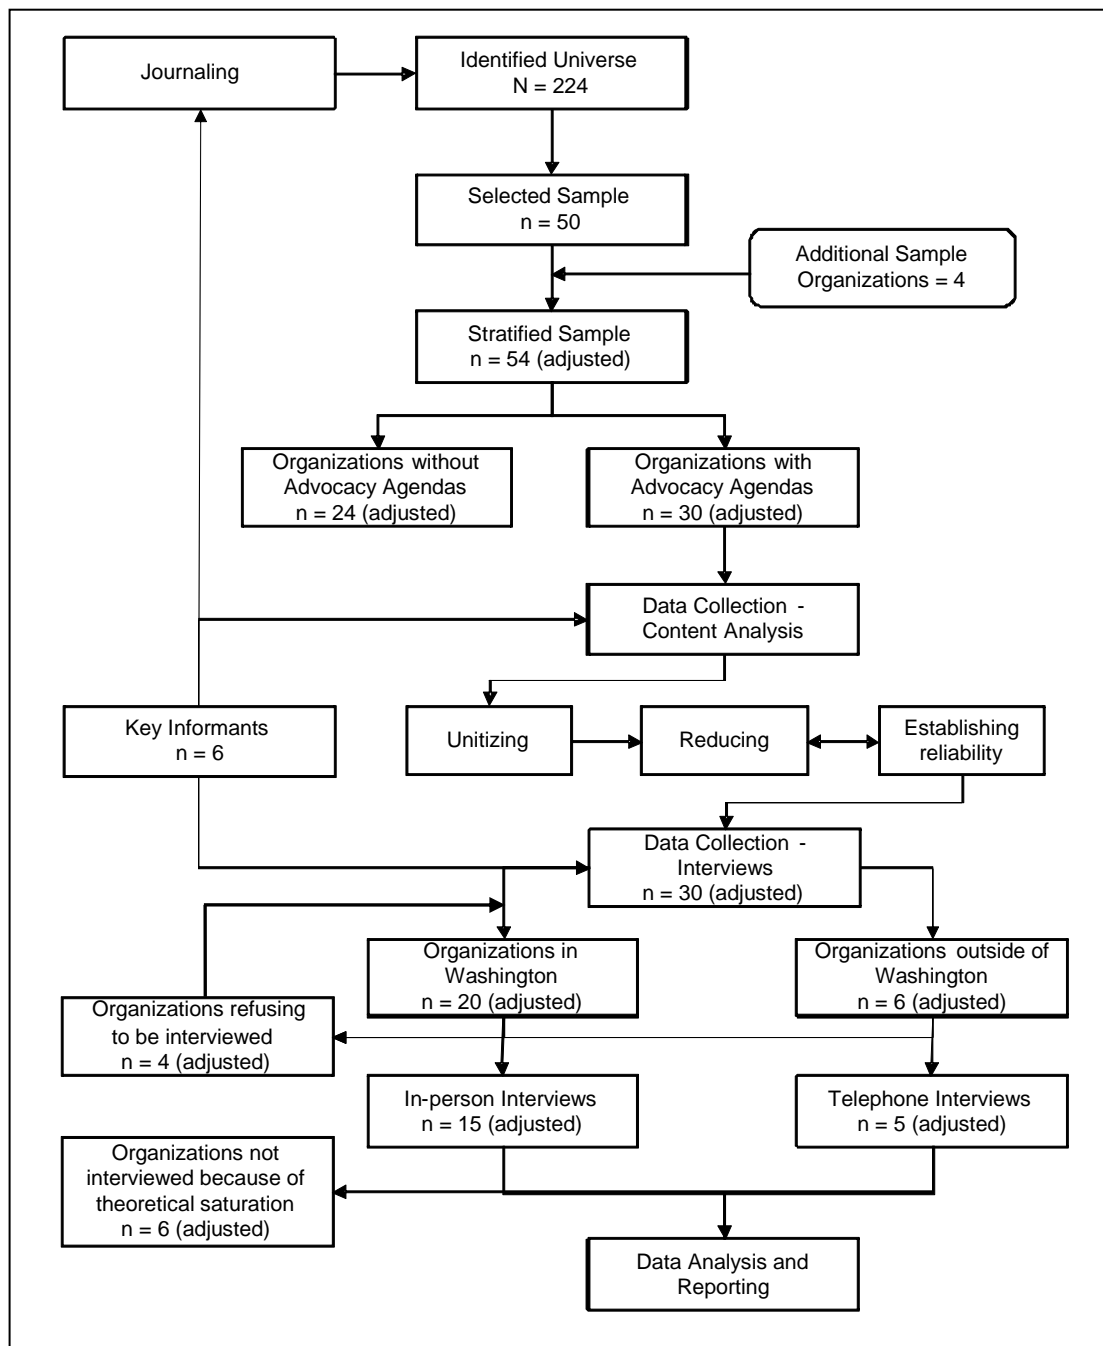 Journaling
Identified Universe
N = 224
Selected Sample
n = 50
Additional Sample
Organizations = 4
Stratified Sample
n = 54 (adjusted)
Organizations without
Advocacy Agendas
n = 24 (adjusted)
Organizations with
Advocacy Agendas
n = 30 (adjusted)
Data Collection -
Content Analysis
Key Informants
n = 6
Unitizing
Reducing
Establishing
reliability
Data Collection -
Interviews
n = 30 (adjusted)
Organizations in
Washington
n = 20 (adjusted)
Organizations outside of
Washington
n = 6 (adjusted)
Organizations refusing
to be interviewed
n = 4 (adjusted)
In-person Interviews
n = 15 (adjusted)
Telephone Interviews
n = 5 (adjusted)
Organizations not
interviewed because of
theoretical saturation
n = 6 (adjusted)
Data Analysis and
Reporting